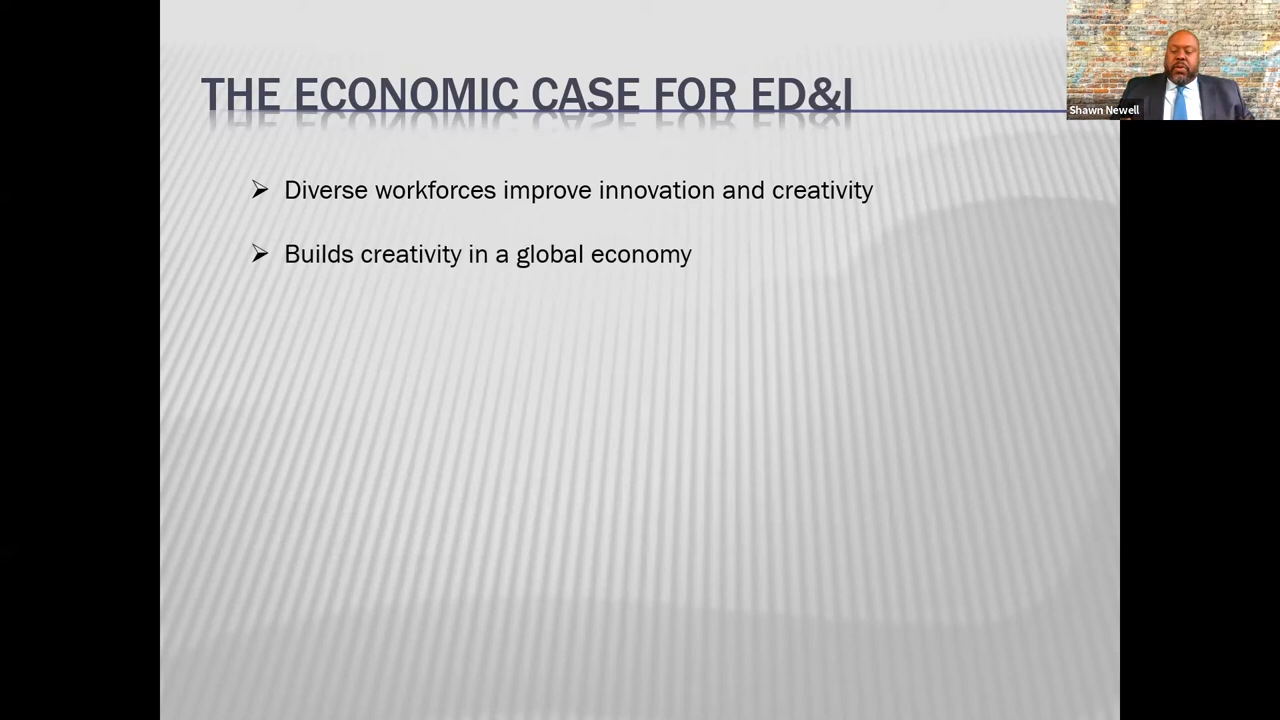 THE ECONOMIC CASE FOR ED&I
Shawn Newell
Diverse workforces improve innovation and creativity
Builds creativity in a global economy